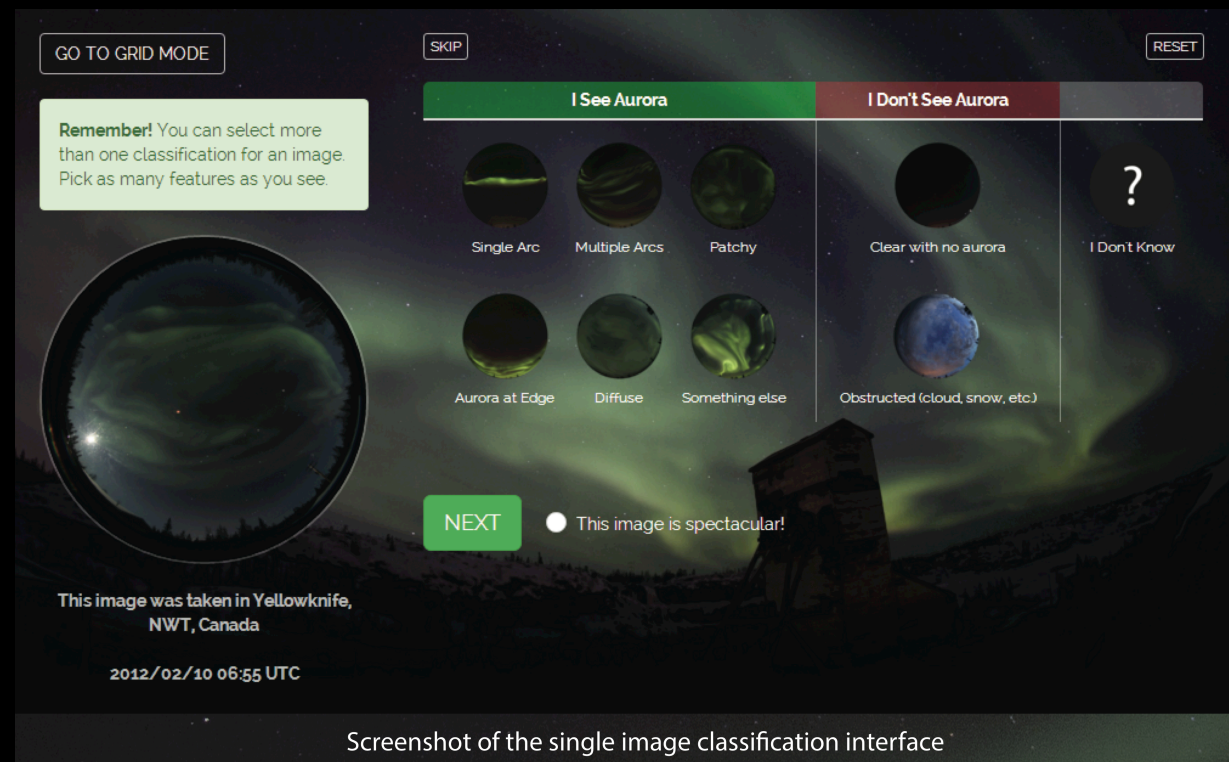 GO TO GRID MODE
SKIP
RESET
Remember! You can select more
than one classification for an image.
Pick as many features as you see.
I See Aurora
I Don't See Aurora
Single Arc
Multiple Arcs
Patchy
Clear with no aurora
?
I Don't Know
Aurora at Edge
Diffuse
Something else
Obstructed (cloud, snow, etc.)
NEXT
This image is spectacular!
This image was taken in Yellowknife,
NWT, Canada
2012/02/10 06:55 UTC
Screenshot of the single image classification interface